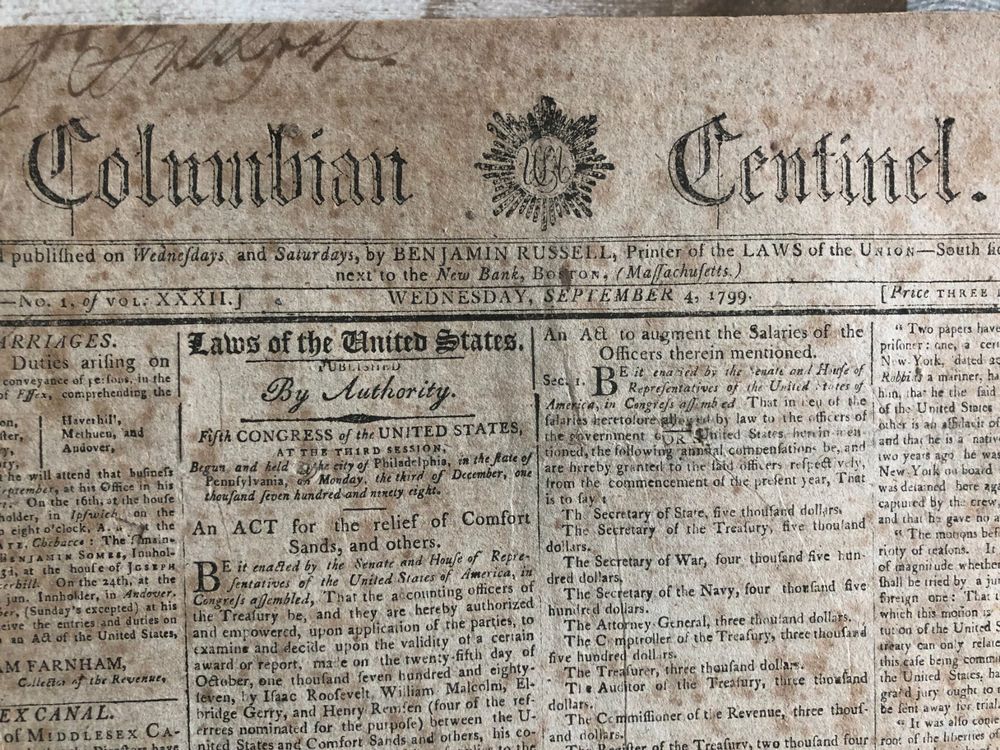 Columbian Centinel.
publiſhed on Wedneſdays and Saturdays, by BENJAMIN RUSSELL, Printer of the LAWS of the UNION—South
next to the New Bank, BOSTON, (Maſſachuſetts.)
—No. 1, of VOL. XXXII.]
WEDNESDAY, SEPTEMBER 4, 1799.
[Price THREE
Duties ariſing on
conveyance of perſons, in the
of Eſſex, comprehending the
Haverhill,
Methuen, and
Andover,
he will attend that buſineſs
at his Office in his
On the 16th, at the houſe
in Ipſwich on the
eight o'clock, A. at the
Chebacco: The
BENJAMIN SOMES, Innhol-
at the houſe of JOSEPH
On the 24th, at the
jun. Innholder, in Andover.
(Sunday's excepted) at his
the entries and duties on
an Act of the United States,
FARNHAM,
Collector of the Revenue,
CANAL.
of MIDDLESEX CA-
Directors have
Laws of the United States.
PUBLISHED
By Authority.
Fifth CONGRESS of the UNITED STATES,
AT THE THIRD SESSION,
Begun and held the city of Philadelphia, in the ſtate of
Pennſylvania, on Monday, the third of December, one
thouſand ſeven hundred and ninety eight.
An ACT for the relief of Comfort
Sands, and others.
BE it enacted by the Senate and Houſe of Repre-
ſentatives of the United States of America, in
Congreſs aſſembled, That the accounting officers of
the Treaſury be, and they are hereby authorized
and empowered, upon application of the parties, to
examine and decide upon the validity of a certain
award or report, made on the twenty-fifth day of
October, one thouſand ſeven hundred and eighty-
ſeven, by Iſaac Rooſevelt, William Malcolm, El-
bridge Gerry, and Henry Remſen (four of the ref-
errees nominated for the purpoſe) between the U-
nited States and Comfort Sands and others, his co-
An Act to augment the Salaries of the
Officers therein mentioned.
Sec. 1. BE it enacted by the Senate and Houſe of
Repreſentatives of the United States of
America, in Congreſs aſſembled That in lieu of the
ſalaries heretofore allowed by law to the officers of
the government of United States, herein men-
tioned, the following annual compenſations be, and
are hereby granted to the ſaid officers reſpectively,
from the commencement of the preſent year, That
is to ſay:
The Secretary of State, five thouſand dollars,
The Secretary of the Treaſury, five thouſand
dollars.
The Secretary of War, four thouſand five hun-
dred dollars,
The Secretary of the Navy, four thouſand five
hundred dollars.
The Attorney-General, three thouſand dollars.
The Comptroller of the Treaſury, three thouſand
five hundred dollars.
The Treaſurer, three thouſand dollars.
The Auditor of the Treaſury, three thouſand
dollars.
The Commiſſioner of the Revenue, three thouſ-
and dollars.
Regiſter of the Treaſury, two thouſand four
" Two papers have
priſoner: one, a
New-York, dated
Robbins a mariner,
him, that he the ſaid
of the United States
other is an affidavit of
and that he is a
two years ago he was
New York on board
was detained here
captured by the crew
and that he gave no
" The motions
riety of reaſons. It
of magnitude whether
ſhall be tried by a
foreign one: That
which this motion is
tution of the United
treaty can only relate
this caſe being
the United States,
grand jury ought to
be ſent away for trial.
" It was alſo
root of the liberties of